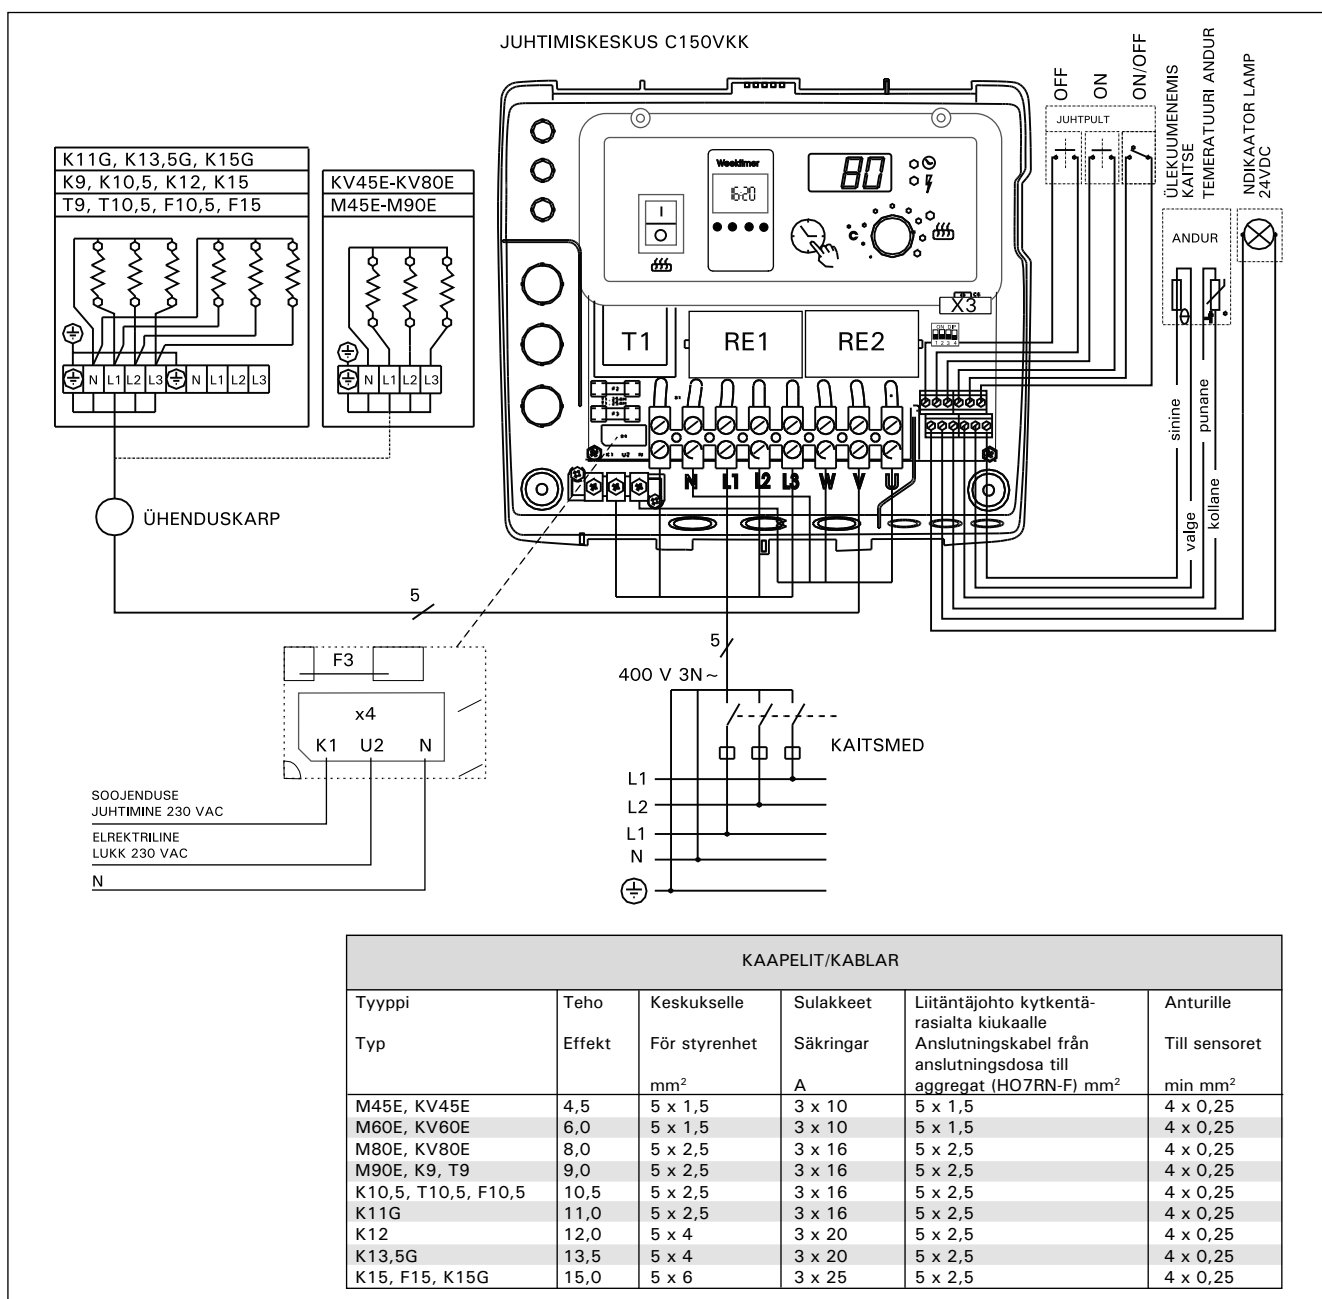 JUHTIMISKESKUS C150VKK
OFF
ON
ON/OFF
ÜLEKUUMENEMIS
KAITSE
TEMERATUURI ANDUR
NDIKAATOR LAMP
24VDC
JUHTPULT
ANDUR
K11G, K13,5G, K15G
K9, K10,5, K12, K15
T9, T10,5, F10,5, F15
KV45E-KV80E
M45E-M90E
N L1 L2 L3 N L1 L2 L3
N L1 L2 L3
Weektimer
16:20
80
I
O
°C
X3
ON DIP
1 2 3 4
T1
RE1
RE2
K1 U2 N
N L1 L2 L3 W V U
sinine
punane
valge
kollane
ÜHENDUSKARP
5
5
400 V 3N~
F3
x4
K1 U2 N
KAITSMED
SOOJENDUSE
JUHTIMINE 230 VAC
ELREKTRILINE
LUKK 230 VAC
N
L1
L2
L1
N
KAAPELIT/KABLAR
Tyyppi Teho Keskukselle Sulakkeet Liitäntäjohto kytkentä- Anturille
rasialta kiukaalle
Typ Effekt För styrenhet Säkringar Anslutningskabel från Till sensoret
anslutningsdosa till
mm² A aggregat (HO7RN-F) mm² min mm²
M45E, KV45E 4,5 5 x 1,5 3 x 10 5 x 1,5 4 x 0,25
M60E, KV60E 6,0 5 x 1,5 3 x 10 5 x 1,5 4 x 0,25
M80E, KV80E 8,0 5 x 2,5 3 x 16 5 x 2,5 4 x 0,25
M90E, K9, T9 9,0 5 x 2,5 3 x 16 5 x 2,5 4 x 0,25
K10,5, T10,5, F10,5 10,5 5 x 2,5 3 x 16 5 x 2,5 4 x 0,25
K11G 11,0 5 x 2,5 3 x 16 5 x 2,5 4 x 0,25
K12 12,0 5 x 4 3 x 20 5 x 2,5 4 x 0,25
K13,5G 13,5 5 x 4 3 x 20 5 x 2,5 4 x 0,25
K15, F15, K15G 15,0 5 x 6 3 x 25 5 x 2,5 4 x 0,25